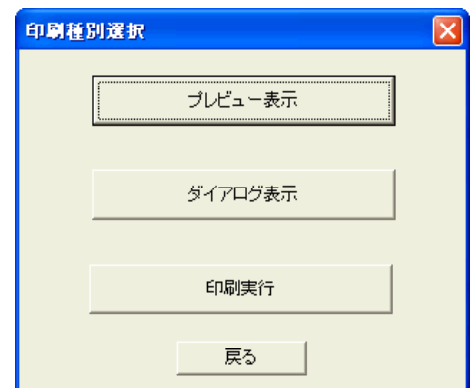 印刷種別選択
プレビュー表示
ダイアログ表示
印刷実行
戻る